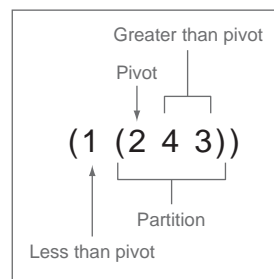 Greater than pivot
Pivot
(1 (2 4 3))
Partition
Less than pivot